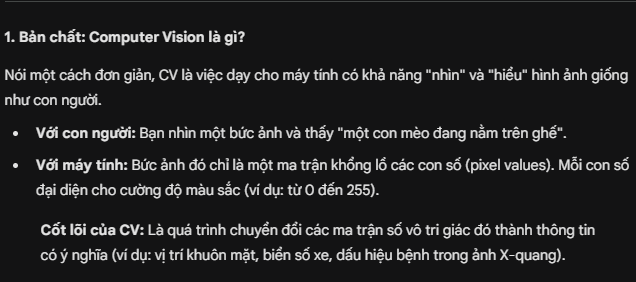 1. Bản chất: Computer Vision là gì?
Nói một cách đơn giản, CV là việc dạy cho máy tính có khả năng "nhìn" và "hiểu" hình ảnh giống
như con người.
• Với con người: Bạn nhìn một bức ảnh và thấy "một con mèo đang nằm trên ghế".
• Với máy tính: Bức ảnh đó chỉ là một ma trận khổng lồ các con số (pixel values). Mỗi con số
đại diện cho cường độ màu sắc (ví dụ: từ 0 đến 255).
Cốt lõi của CV: Là quá trình chuyển đổi các ma trận số vô tri giác đó thành thông tin
có ý nghĩa (ví dụ: vị trí khuôn mặt, biển số xe, dấu hiệu bệnh trong ảnh X-quang).